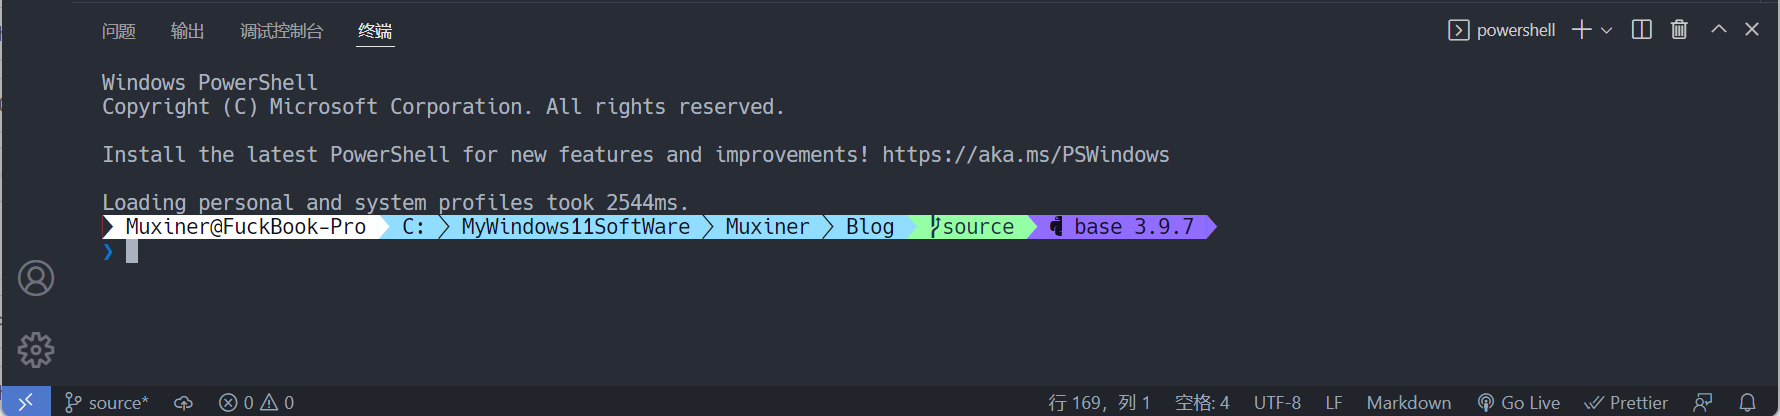 问题 输出 调试控制台 终端 powershell
Windows PowerShell
Copyright (C) Microsoft Corporation. All rights reserved.
Install the latest PowerShell for new features and improvements! https://aka.ms/PSWindows
Loading personal and system profiles took 2544ms.
Muxiner@FuckBook-Pro C: MyWindows11SoftWare Muxiner Blog source base 3.9.7
❯
source* 0 0 行 169，列 1 空格: 4 UTF-8 LF Markdown Go Live Prettier